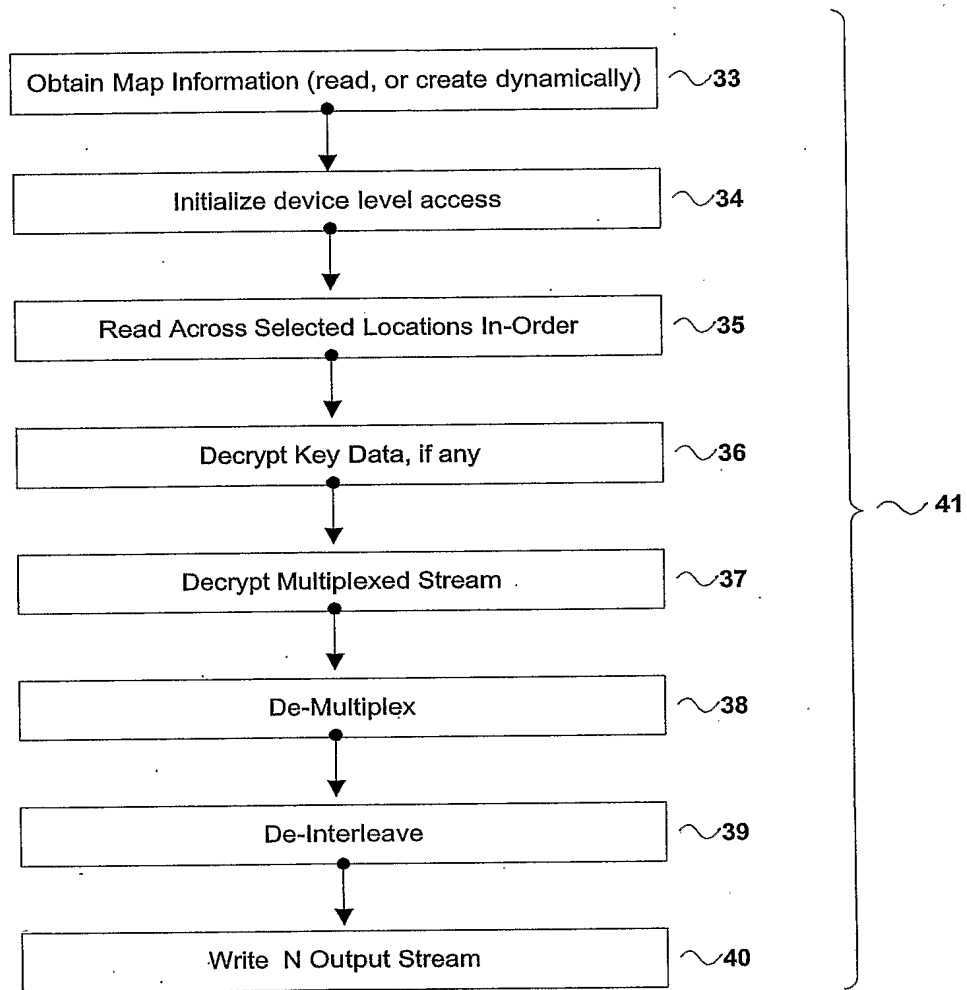 Obtain Map Information (read, or create dynamically) 33
Initialize device level access 34
Read Across Selected Locations In-Order 35
Decrypt Key Data, if any 36
41
Decrypt Multiplexed Stream 37
De-Multiplex 38
De-Interleave 39
Write N Output Stream 40